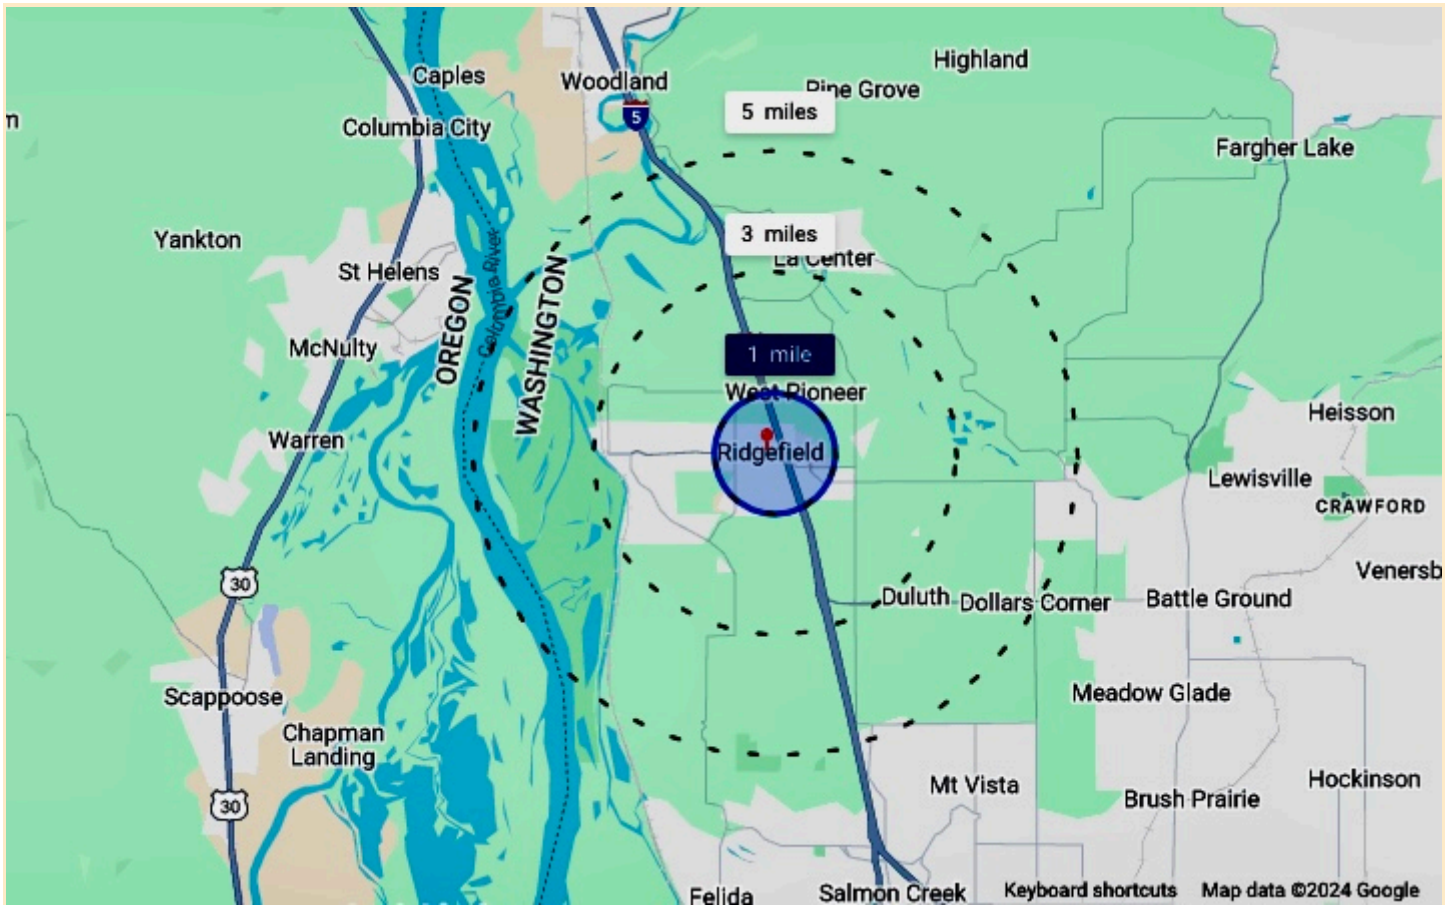 Highland
Caples
Woodland
Pine Grove
5 miles
5
Columbia City
m
Fargher Lake
3 miles
Yankton
La Center
St Helens
Columbia River
OREGON
WASHINGTON
McNulty
1 mile
West Pioneer
Heisson
Warren
Ridgefield
Lewisville
CRAWFORD
Venersb
30
Duluth
Dollars Corner
Battle Ground
Scappoose
Meadow Glade
Chapman
Landing
Mt Vista
Hockinson
Brush Prairie
30
Felida
Salmon Creek
Keyboard shortcuts
Map data ©2024 Google